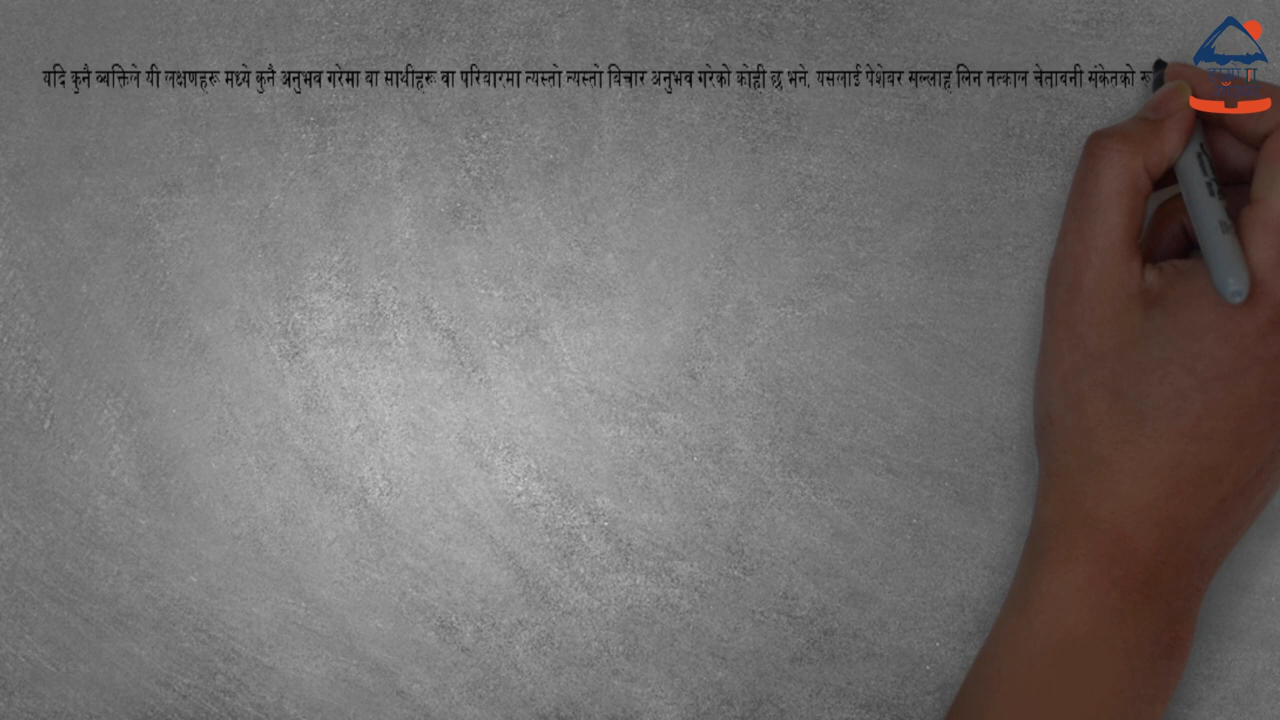 यदि कुनै व्यक्तिले यी लक्षणहरू मध्ये कुनै अनुभव गरेमा वा साथीहरू वा परिवारमा त्यस्तो त्यस्तो विचार अनुभव गरेको कोही छ भने, यसलाई पेशेवर सल्लाह लिन तत्काल चेतावनी संकेतको